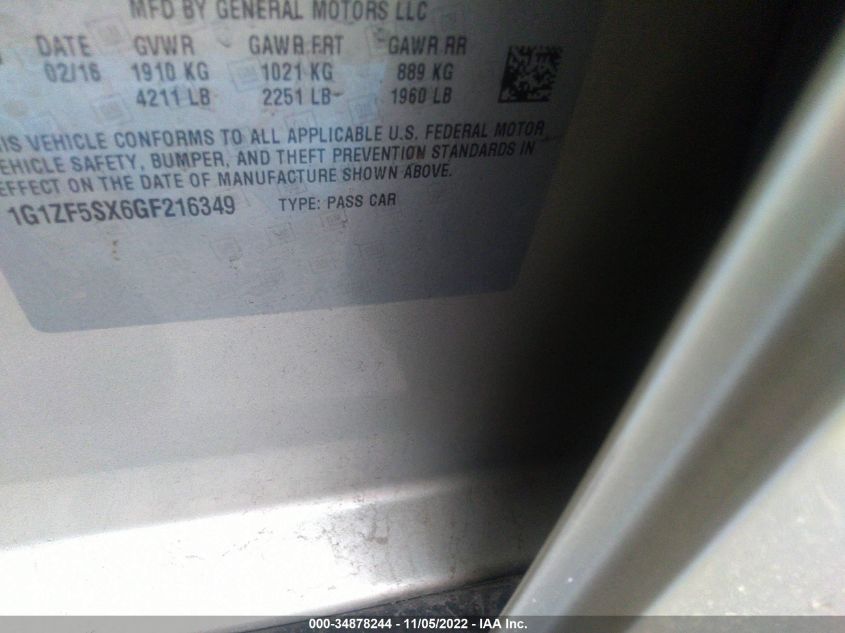 MFD BY GENERAL MOTORS LLC
DATE GVWR GAWR FRT GAWR RR
02/16 1910 KG 1021 KG 889 KG
4211 LB 2251 LB 1960 LB
IS VEHICLE CONFORMS TO ALL APPLICABLE U.S. FEDERAL MOTOR
EHICLE SAFETY, BUMPER, AND THEFT PREVENTION STANDARDS IN
EFFECT ON THE DATE OF MANUFACTURE SHOWN ABOVE.
1G1ZF5SX6GF216349 TYPE: PASS CAR
000-34878244 - 11/05/2022 - IAA Inc.